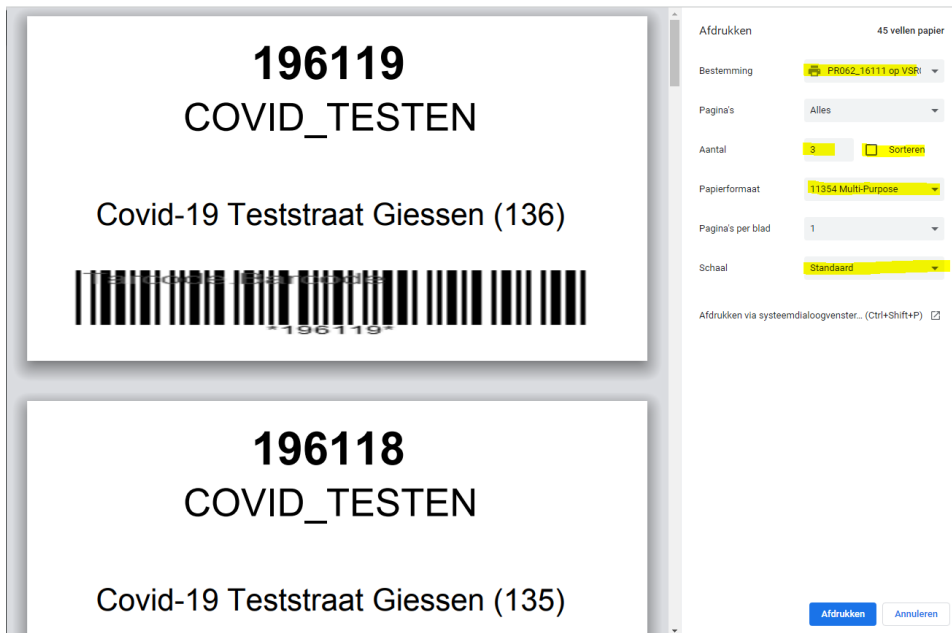 196119
COVID_TESTEN
Covid-19 Teststraat Giessen (136)
Barcode
*196119*
196118
COVID_TESTEN
Covid-19 Teststraat Giessen (135)
Afdrukken 45 vellen papier
Bestemming PR062_16111 op
Pagina's Alles
Aantal 3 Sorteren
Papierformaat 11354 Multi-Purpose
Pagina's per blad 1
Schaal Standaard
Afdrukken via systeemdialoogvenster... (Ctrl+Shift+P)
Afdrukken Annuleren